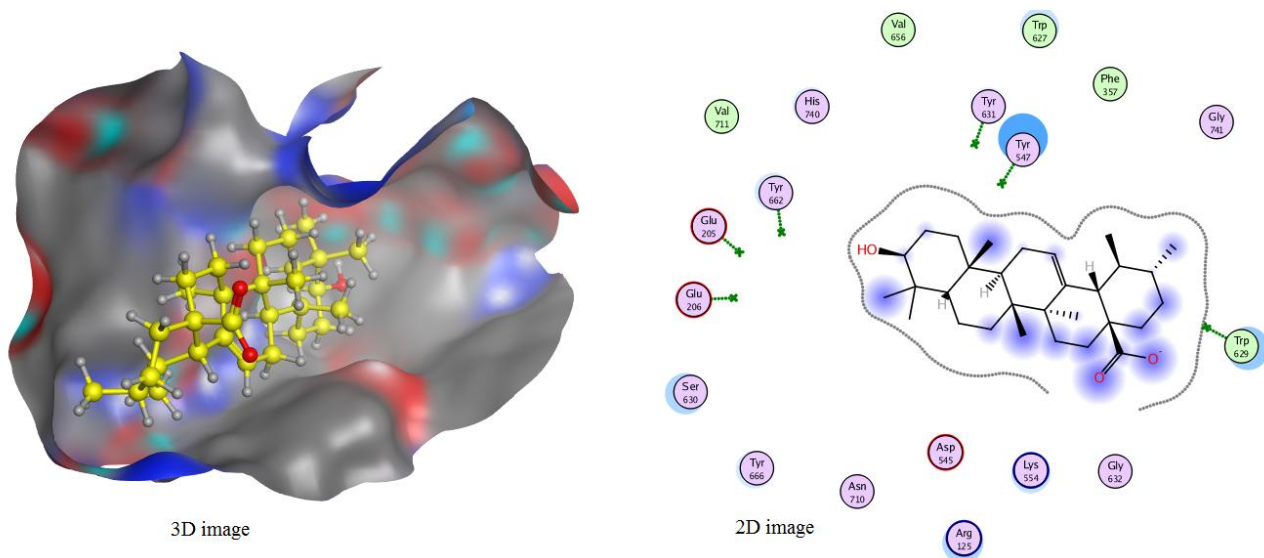 Val
656
Trp
627
Phe
357
Val
711
His
740
Tyr
631
Gly
741
Tyr
547
Tyr
662
Glu
205
HO
H
H
H
Glu
206
Trp
629
O
O-
Ser
630
Asp
545
Tyr
666
Lys
554
Gly
632
Asn
710
3D image
2D image
Arg
125